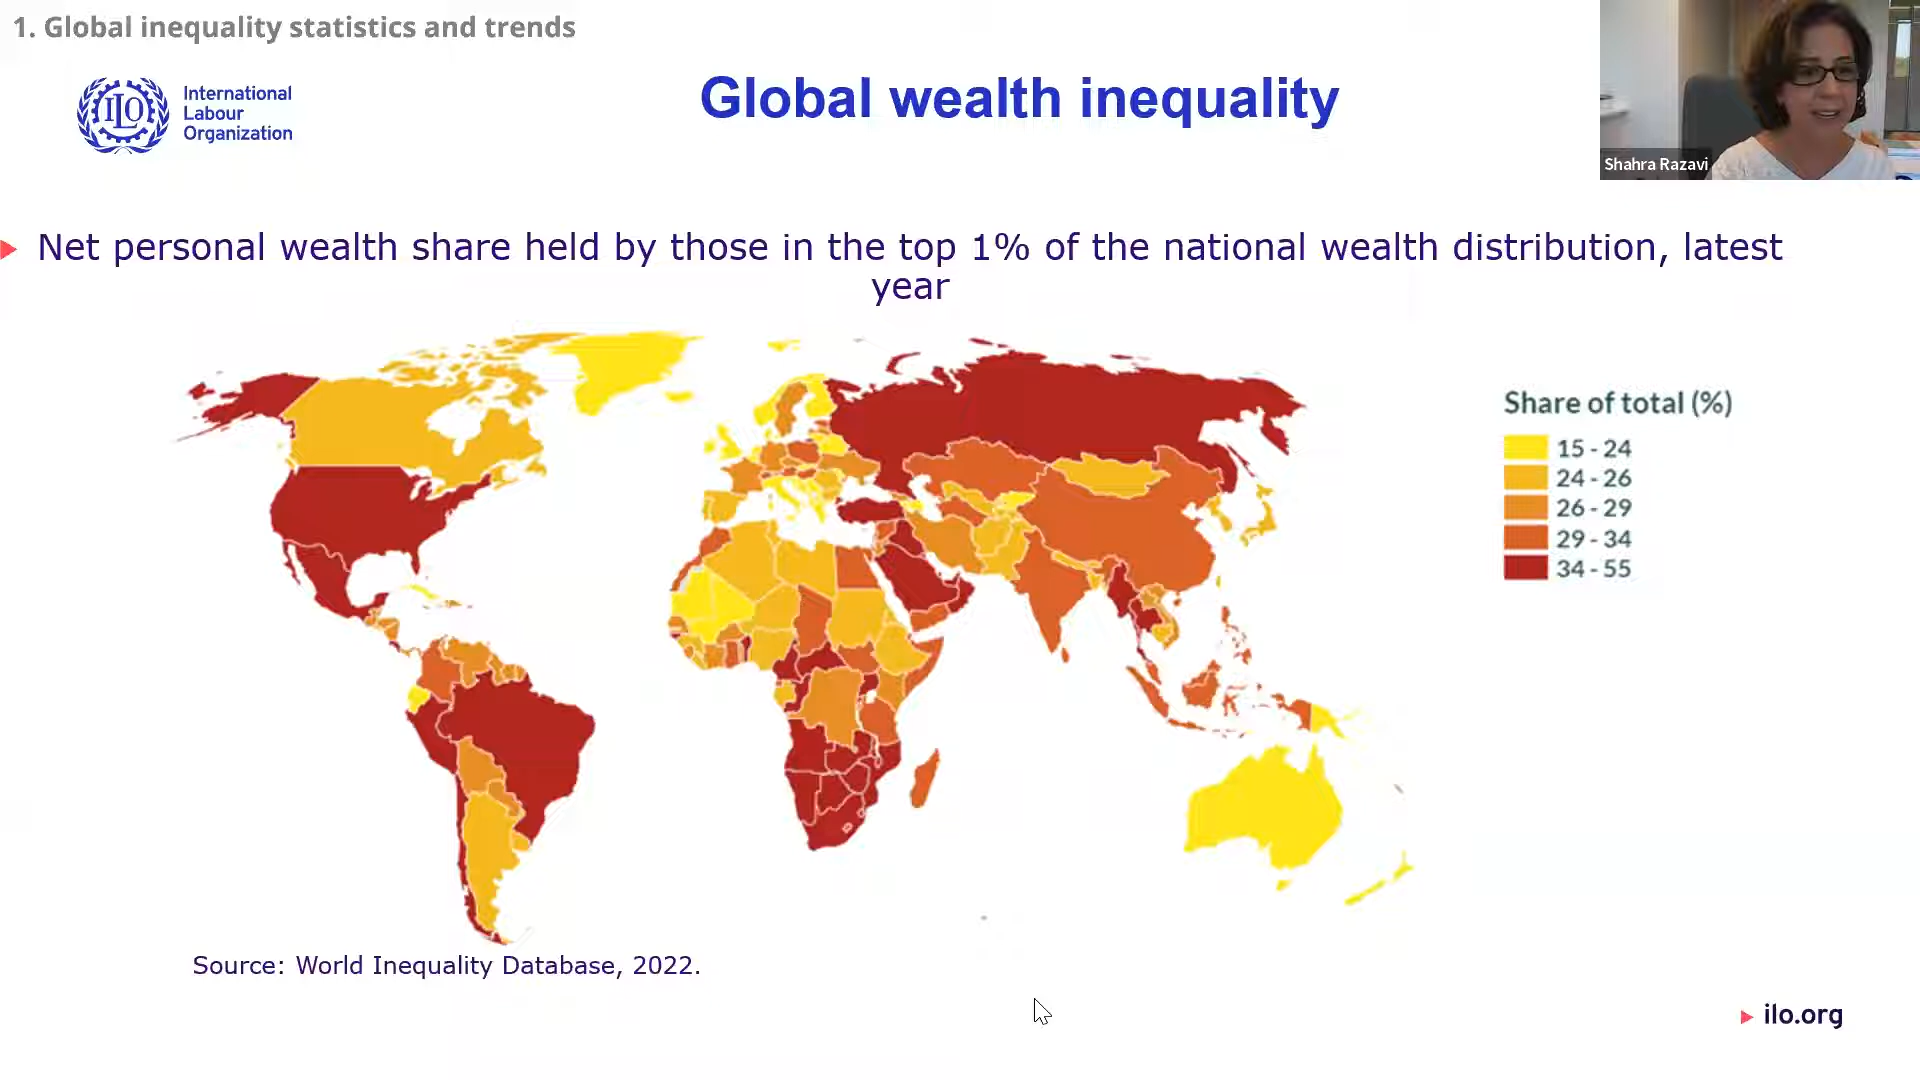 1. Global inequality statistics and trends
International
Labour
Organization
ILO
Global wealth inequality
Shahra Razavi
Net personal wealth share held by those in the top 1% of the national wealth distribution, latest
year
Share of total (%)
15 - 24
24 - 26
26 - 29
29 - 34
34 - 55
Source: World Inequality Database, 2022.
ilo.org